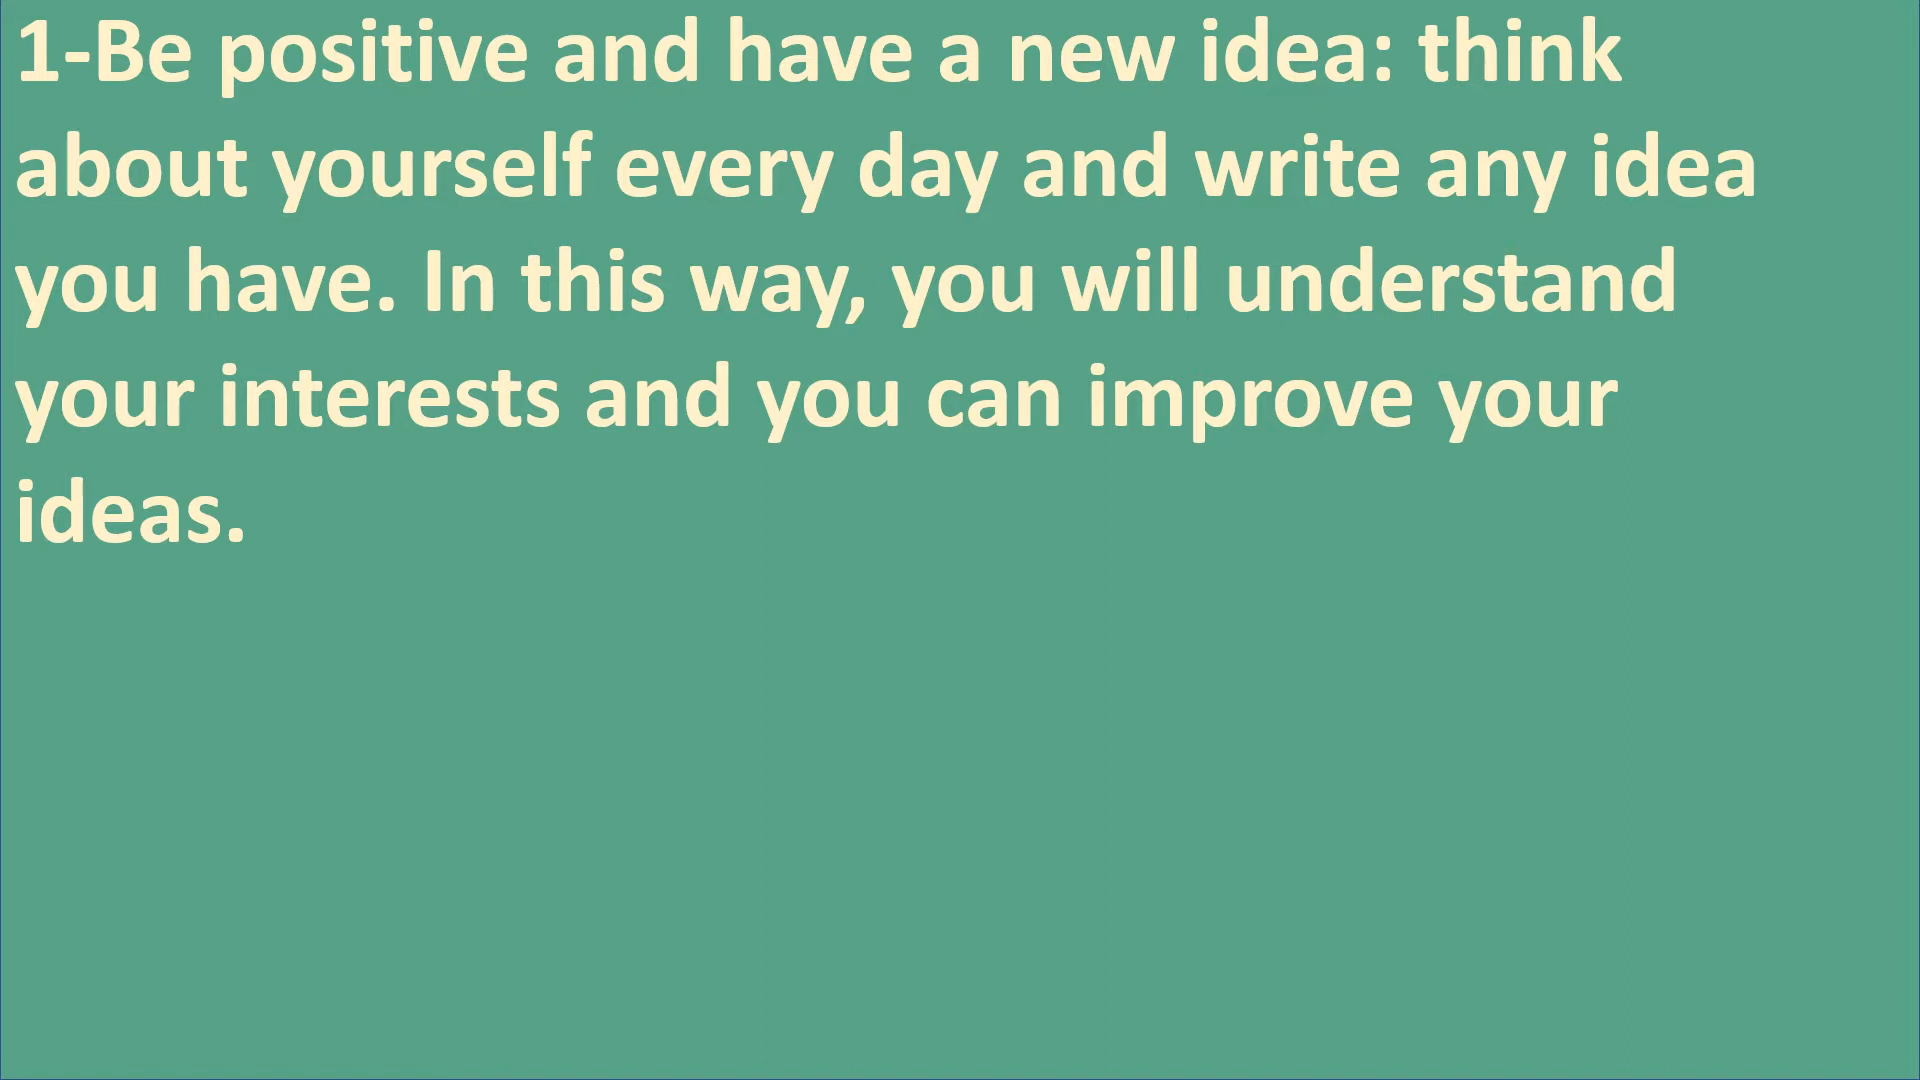 1-Be positive and have a new idea: think
about yourself every day and write any idea
you have. In this way, you will understand
your interests and you can improve your
ideas.